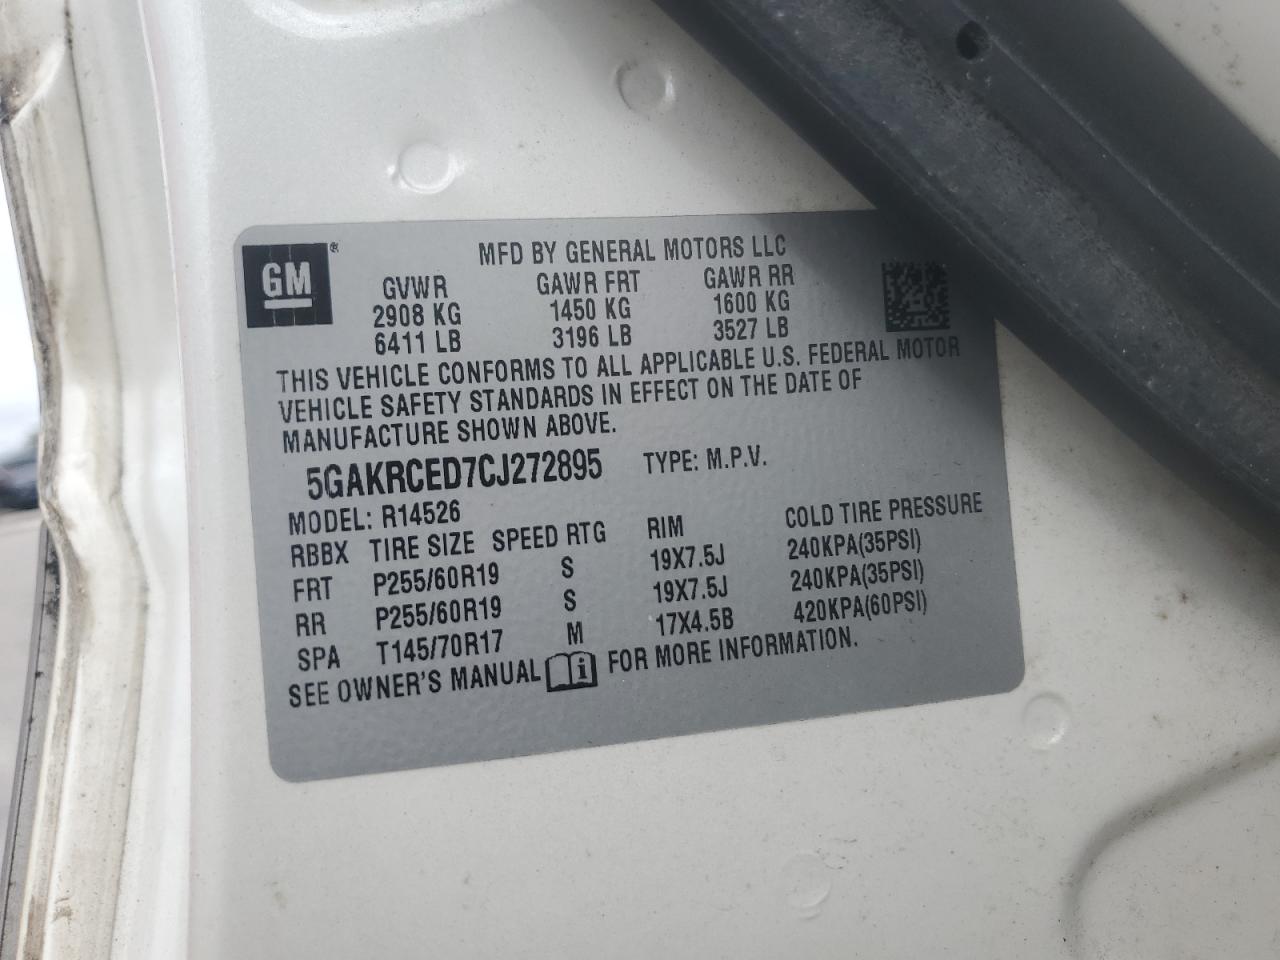 MFD BY GENERAL MOTORS LLC
GM®
GVWR GAWR FRT GAWR RR
2908 KG 1450 KG 1600 KG
6411 LB 3196 LB 3527 LB
THIS VEHICLE CONFORMS TO ALL APPLICABLE U.S. FEDERAL MOTOR
VEHICLE SAFETY STANDARDS IN EFFECT ON THE DATE OF
MANUFACTURE SHOWN ABOVE.
5GAKRCED7CJ272895 TYPE: M.P.V.
MODEL: R14526
RBBX TIRE SIZE SPEED RTG RIM COLD TIRE PRESSURE
FRT P255/60R19 S 19X7.5J 240KPA(35PSI)
RR P255/60R19 S 19X7.5J 240KPA(35PSI)
SPA T145/70R17 M 17X4.5B 420KPA(60PSI)
SEE OWNER'S MANUAL i FOR MORE INFORMATION.